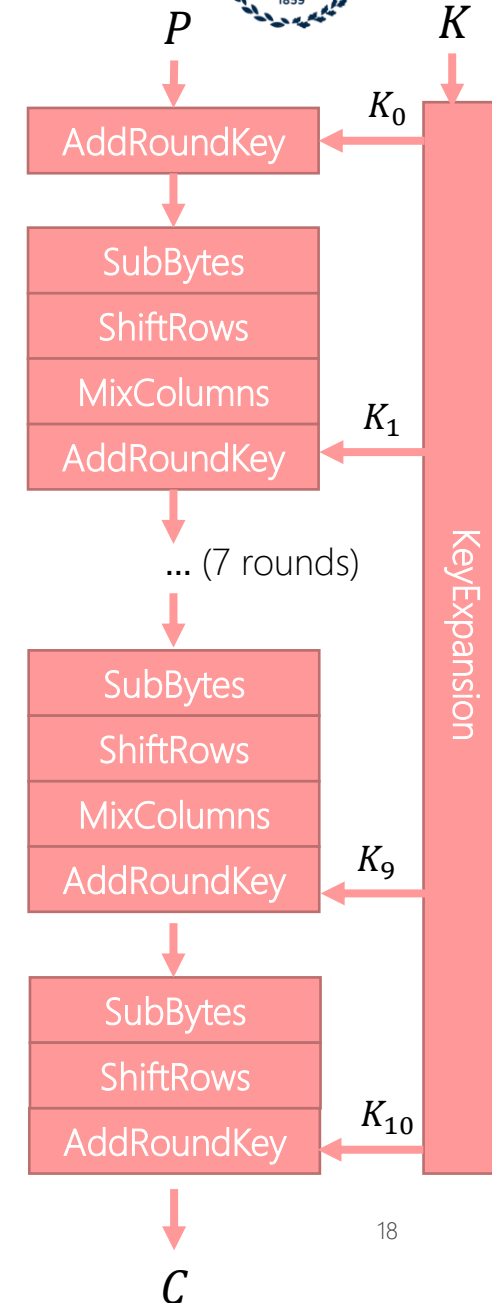 1859
P
K
K₀
AddRoundKey
SubBytes
ShiftRows
MixColumns
K₁
AddRoundKey
... (7 rounds)
KeyExpansion
SubBytes
ShiftRows
MixColumns
K₉
AddRoundKey
SubBytes
ShiftRows
K₁₀
AddRoundKey
18
C